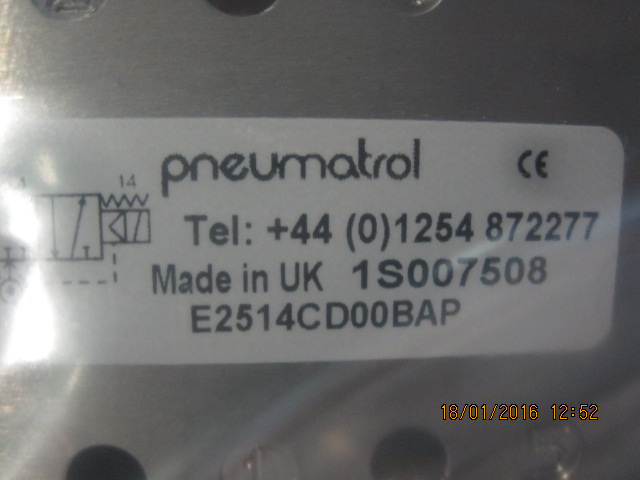 pneumatrol CE
14
Tel: +44 (0)1254 872277
Made in UK 1S007508
E2514CD00BAP
18/01/2016 12:52